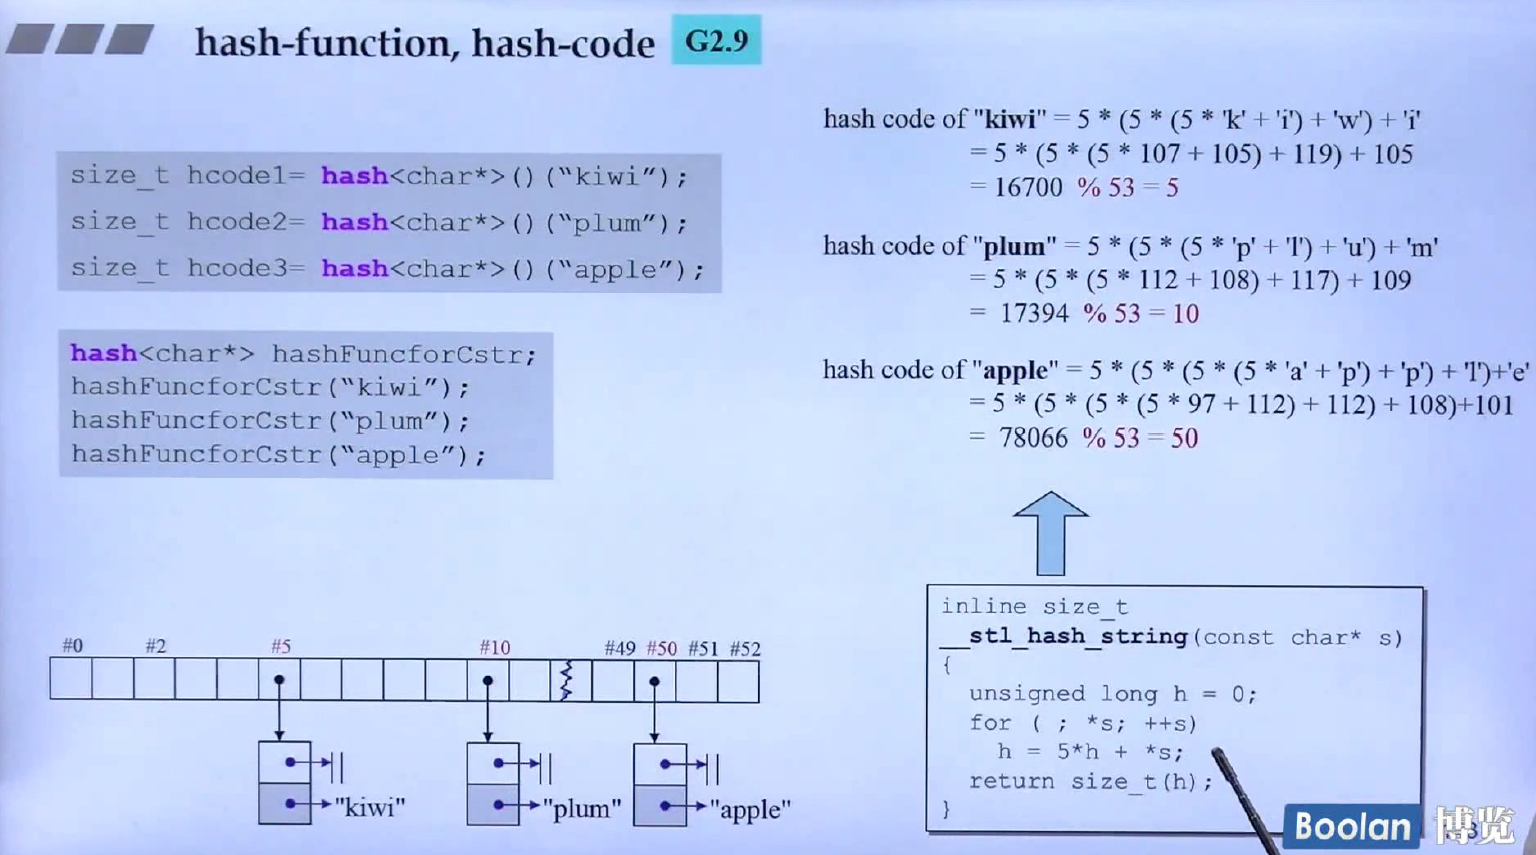 hash-function, hash-code G2.9
size_t hcode1= hash<char*>()("kiwi");
size_t hcode2= hash<char*>()("plum");
size_t hcode3= hash<char*>()("apple");
hash<char*> hashFuncforCstr;
hashFuncforCstr("kiwi");
hashFuncforCstr("plum");
hashFuncforCstr("apple");
hash code of "kiwi" = 5 * (5 * (5 * 'k' + 'i') + 'w') + 'i'
= 5 * (5 * (5 * 107 + 105) + 119) + 105
= 16700 % 53 = 5
hash code of "plum" = 5 * (5 * (5 * 'p' + 'l') + 'u') + 'm'
= 5 * (5 * (5 * 112 + 108) + 117) + 109
= 17394 % 53 = 10
hash code of "apple" = 5 * (5 * (5 * (5 * 'a' + 'p') + 'p') + 'l')+'e'
= 5 * (5 * (5 * (5 * 97 + 112) + 112) + 108)+101
= 78066 % 53 = 50
inline size_t
__stl_hash_string(const char* s)
{
unsigned long h = 0;
for ( ; *s; ++s)
h = 5*h + *s;
return size_t(h);
}
#0 #2 #5 #10 #49 #50 #51 #52
"kiwi" "plum" "apple"
Boolan 博览